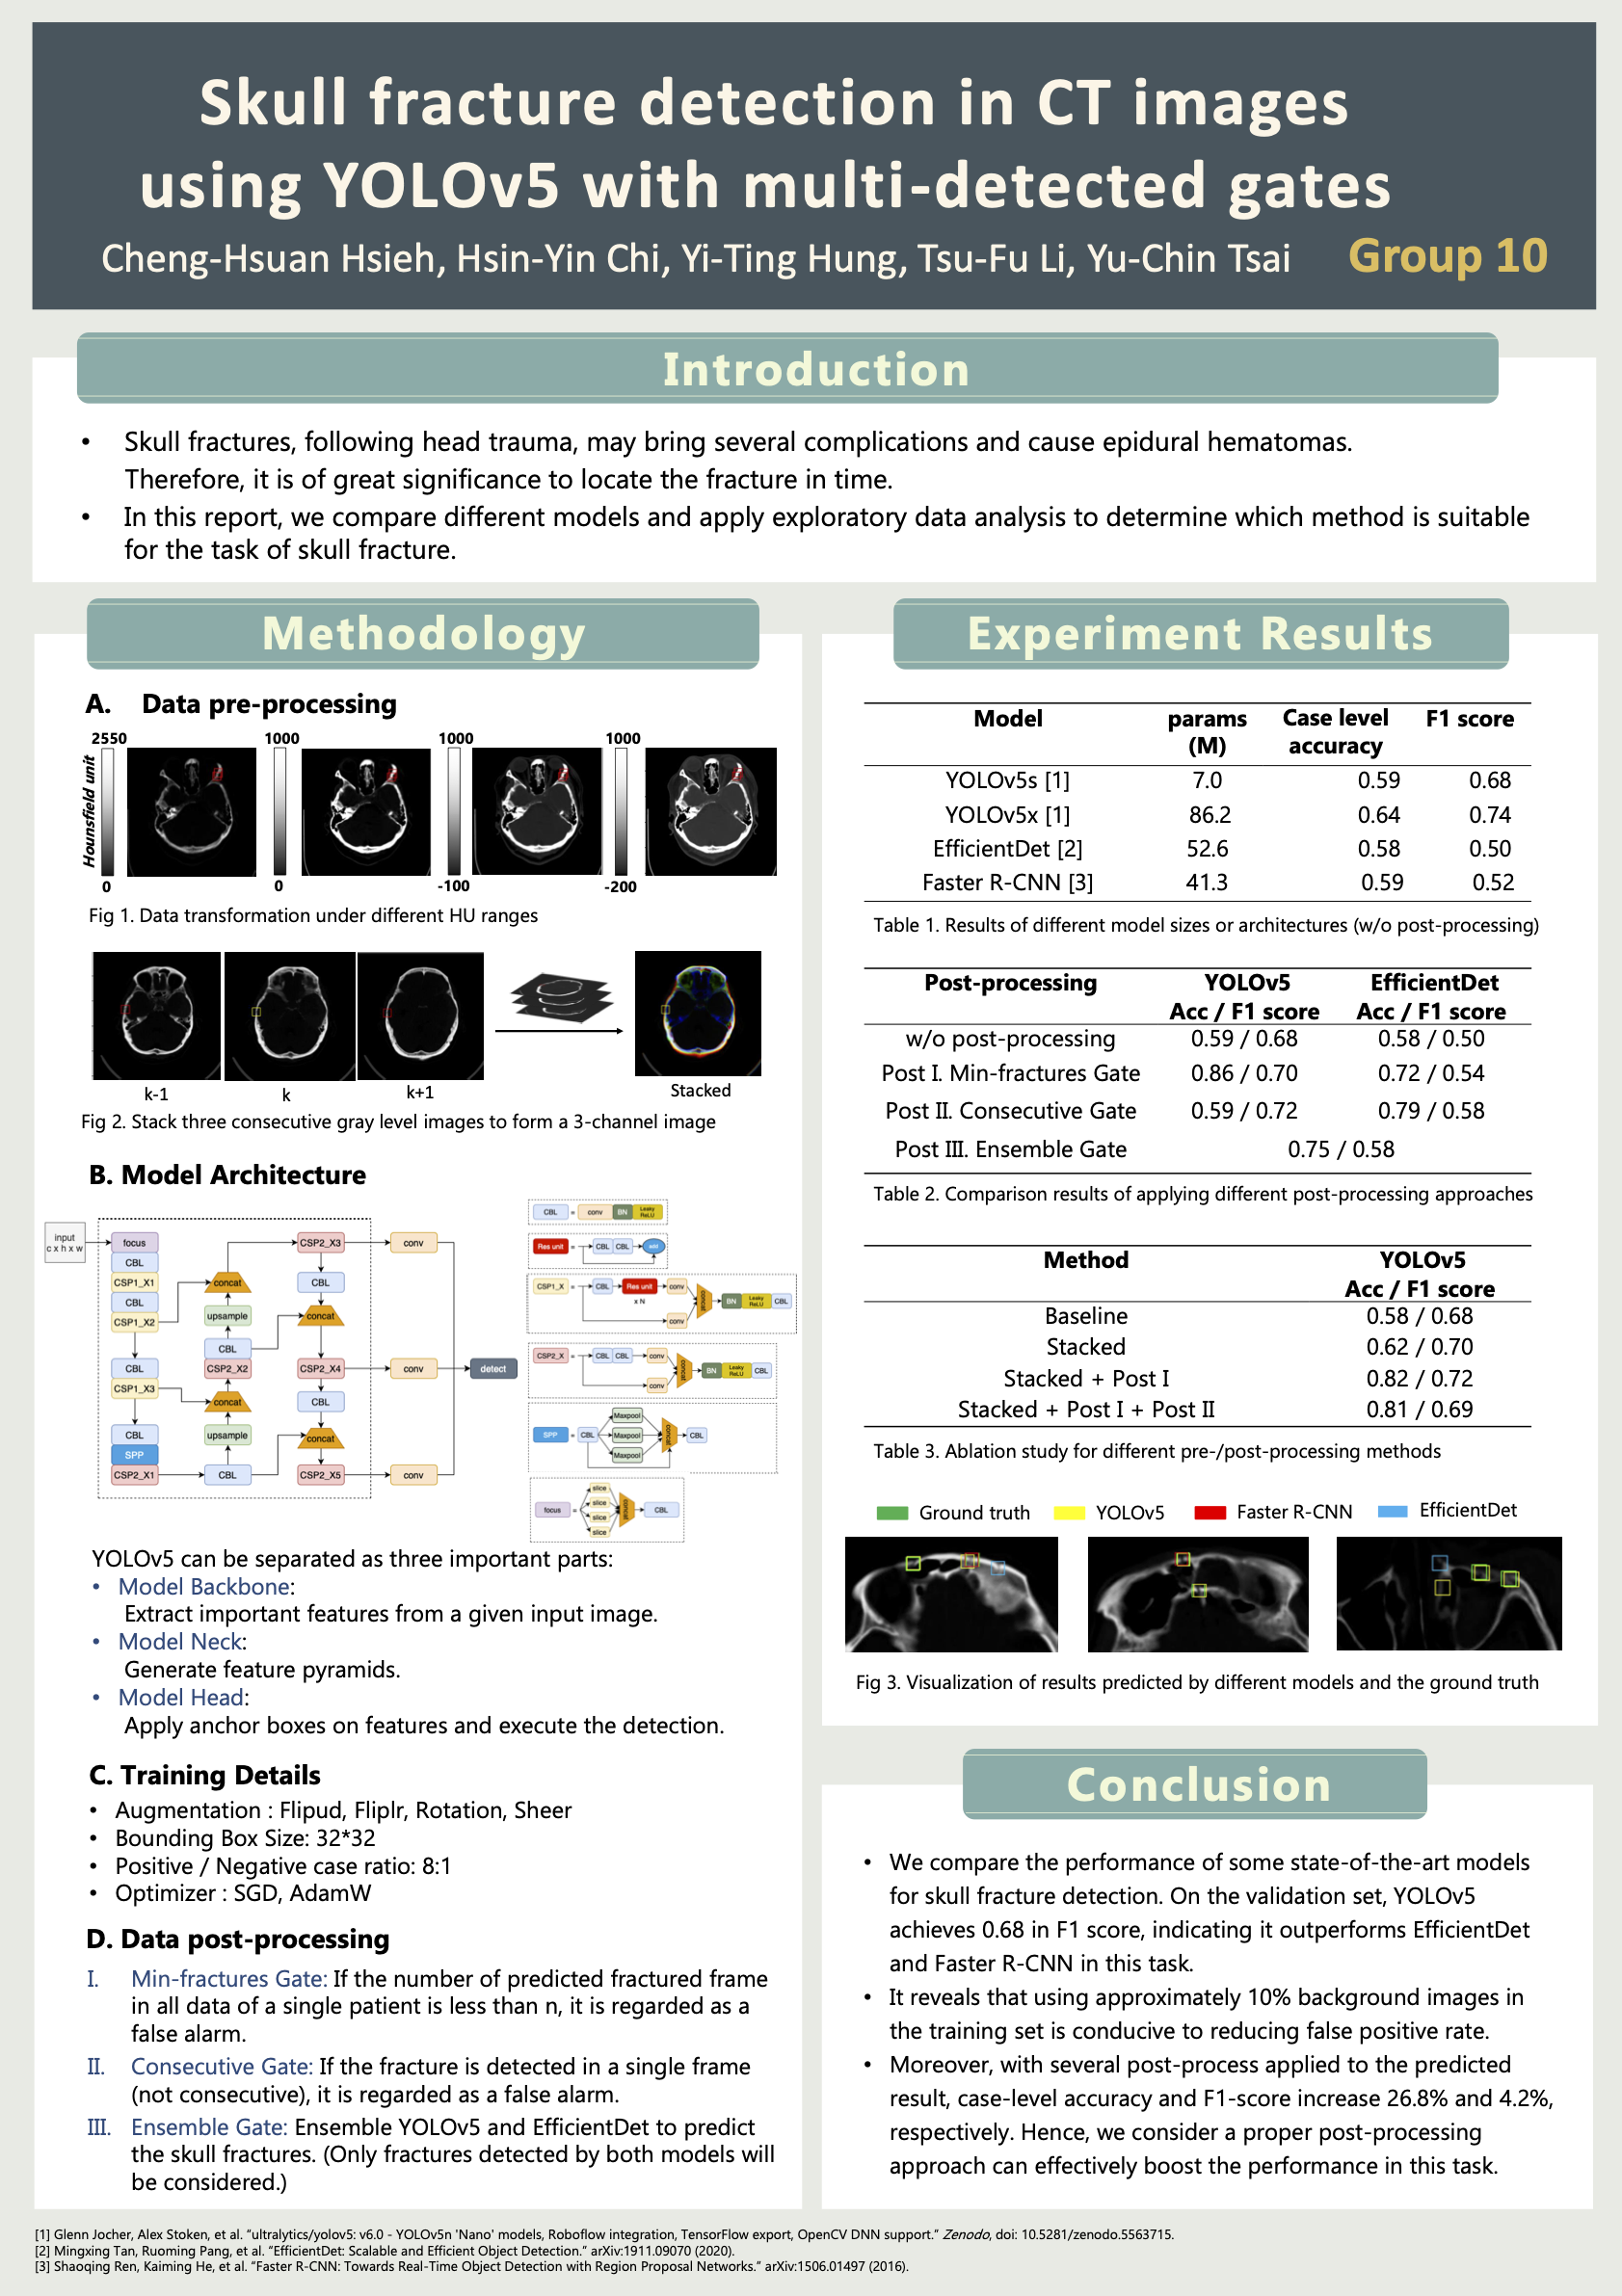 Skull fracture detection in CT images
using YOLOv5 with multi-detected gates
Cheng-Hsuan Hsieh, Hsin-Yin Chi, Yi-Ting Hung, Tsu-Fu Li, Yu-Chin Tsai Group 10
Introduction
• Skull fractures, following head trauma, may bring several complications and cause epidural hematomas.
Therefore, it is of great significance to locate the fracture in time.
• In this report, we compare different models and apply exploratory data analysis to determine which method is suitable
for the task of skull fracture.
Methodology
A. Data pre-processing
2550 1000 1000 1000
Hounsfield unit
0 0 -100 -200
Fig 1. Data transformation under different HU ranges
k-1 k k+1 Stacked
Fig 2. Stack three consecutive gray level images to form a 3-channel image
B. Model Architecture
input
c x h x w
focus
CBL
CSP1_X1
CBL
CSP1_X2
CBL
CSP1_X3
CBL
SPP
CSP2_X1
concat
upsample
CBL
CSP2_X2
concat
upsample
CBL
CSP2_X3
CBL
concat
CSP2_X4
CBL
concat
CSP2_X5
conv
conv
conv
detect
CBL = conv BN Leaky ReLU
Res unit = CBL CBL add
CSP1_X = CBL Res unit conv
x N
conv
concat BN Leaky ReLU CBL
CSP2_X = CBL CBL conv
conv
concat BN Leaky ReLU CBL
SPP = CBL Maxpool
Maxpool
Maxpool
concat CBL
focus = slice
slice
slice
slice
concat CBL
YOLOv5 can be separated as three important parts:
• Model Backbone:
Extract important features from a given input image.
• Model Neck:
Generate feature pyramids.
• Model Head:
Apply anchor boxes on features and execute the detection.
C. Training Details
• Augmentation : Flipud, Fliplr, Rotation, Sheer
• Bounding Box Size: 32*32
• Positive / Negative case ratio: 8:1
• Optimizer : SGD, AdamW
D. Data post-processing
I. Min-fractures Gate: If the number of predicted fractured frame
in all data of a single patient is less than n, it is regarded as a
false alarm.
II. Consecutive Gate: If the fracture is detected in a single frame
(not consecutive), it is regarded as a false alarm.
III. Ensemble Gate: Ensemble YOLOv5 and EfficientDet to predict
the skull fractures. (Only fractures detected by both models will
be considered.)
Experiment Results
Model params Case level F1 score
(M) accuracy
YOLOv5s [1] 7.0 0.59 0.68
YOLOv5x [1] 86.2 0.64 0.74
EfficientDet [2] 52.6 0.58 0.50
Faster R-CNN [3] 41.3 0.59 0.52
Table 1. Results of different model sizes or architectures (w/o post-processing)
Post-processing YOLOv5 EfficientDet
Acc / F1 score Acc / F1 score
w/o post-processing 0.59 / 0.68 0.58 / 0.50
Post I. Min-fractures Gate 0.86 / 0.70 0.72 / 0.54
Post II. Consecutive Gate 0.59 / 0.72 0.79 / 0.58
Post III. Ensemble Gate 0.75 / 0.58
Table 2. Comparison results of applying different post-processing approaches
Method YOLOv5
Acc / F1 score
Baseline 0.58 / 0.68
Stacked 0.62 / 0.70
Stacked + Post I 0.82 / 0.72
Stacked + Post I + Post II 0.81 / 0.69
Table 3. Ablation study for different pre-/post-processing methods
Ground truth YOLOv5 Faster R-CNN EfficientDet
Fig 3. Visualization of results predicted by different models and the ground truth
Conclusion
• We compare the performance of some state-of-the-art models
for skull fracture detection. On the validation set, YOLOv5
achieves 0.68 in F1 score, indicating it outperforms EfficientDet
and Faster R-CNN in this task.
• It reveals that using approximately 10% background images in
the training set is conducive to reducing false positive rate.
• Moreover, with several post-process applied to the predicted
result, case-level accuracy and F1-score increase 26.8% and 4.2%,
respectively. Hence, we consider a proper post-processing
approach can effectively boost the performance in this task.
[1] Glenn Jocher, Alex Stoken, et al. "ultralytics/yolov5: v6.0 - YOLOv5n 'Nano' models, Roboflow integration, TensorFlow export, OpenCV DNN support." Zenodo, doi: 10.5281/zenodo.5563715.
[2] Mingxing Tan, Ruoming Pang, et al. "EfficientDet: Scalable and Efficient Object Detection." arXiv:1911.09070 (2020).
[3] Shaoqing Ren, Kaiming He, et al. "Faster R-CNN: Towards Real-Time Object Detection with Region Proposal Networks." arXiv:1506.01497 (2016).